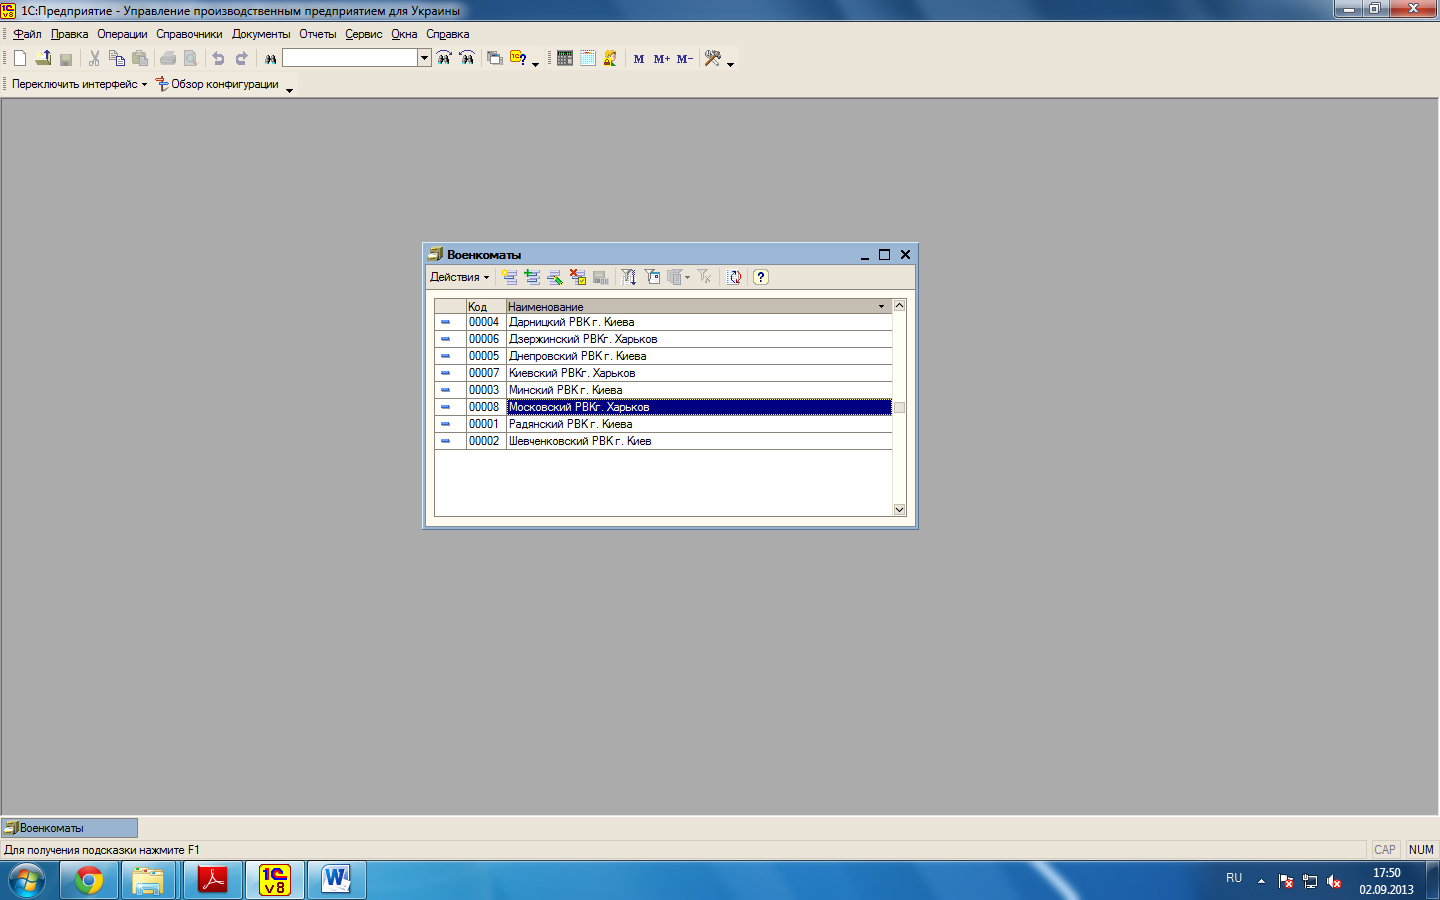 1С:Предприятие - Управление производственным предприятием для Украины
Файл Правка Операции Справочники Документы Отчеты Сервис Окна Справка
M M+ M−
Переключить интерфейс Обзор конфигурации
Военкоматы
Действия
Код Наименование
00004 Дарницкий РВК г. Киева
00006 Дзержинский РВКг. Харьков
00005 Днепровский РВК г. Киева
00007 Киевский РВКг. Харьков
00003 Минский РВК г. Киева
00008 Московский РВКг. Харьков
00001 Радянский РВК г. Киева
00002 Шевченковский РВК г. Киев
Военкоматы
Для получения подсказки нажмите F1
CAP NUM
RU
17:50
02.09.2013